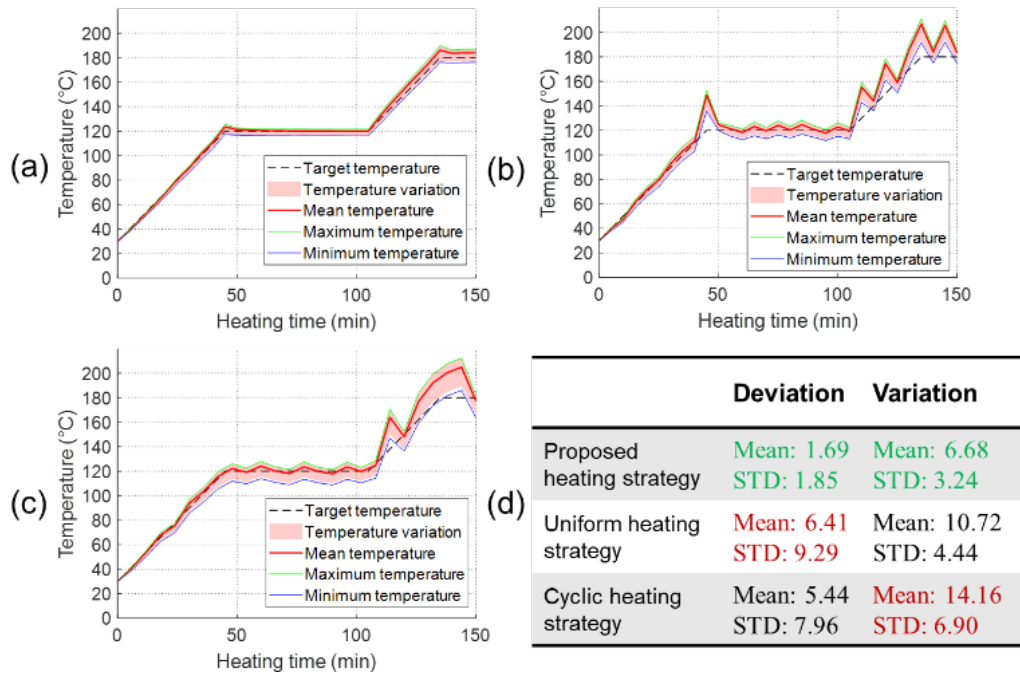 (a)
Temperature (°C)
200
180
160
140
120
100
80
60
40
20
0
Target temperature
Temperature variation
Mean temperature
Maximum temperature
Minimum temperature
0 50 100 150
Heating time (min)
(b)
Temperature (°C)
200
180
160
140
120
100
80
60
40
20
0
Target temperature
Temperature variation
Mean temperature
Maximum temperature
Minimum temperature
0 50 100 150
Heating time (min)
(c)
Temperature (°C)
200
180
160
140
120
100
80
60
40
20
0
Target temperature
Temperature variation
Mean temperature
Maximum temperature
Minimum temperature
0 50 100 150
Heating time (min)
(d)
Deviation Variation
Proposed Mean: 1.69 Mean: 6.68
heating strategy STD: 1.85 STD: 3.24
Uniform heating Mean: 6.41 Mean: 10.72
strategy STD: 9.29 STD: 4.44
Cyclic heating Mean: 5.44 Mean: 14.16
strategy STD: 7.96 STD: 6.90